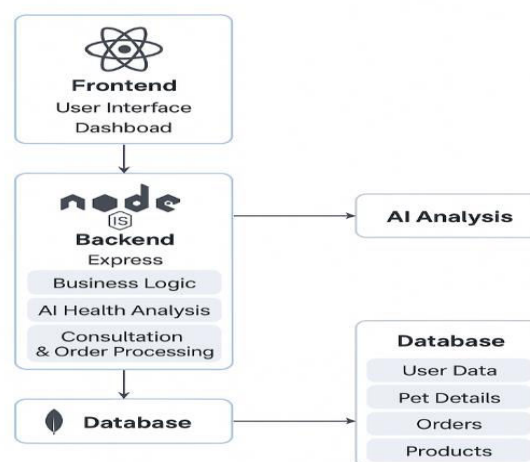 Frontend
User Interface
Dashboad
node
JS
Backend
Express
Business Logic
AI Health Analysis
Consultation
& Order Processing
Database
AI Analysis
Database
User Data
Pet Details
Orders
Products